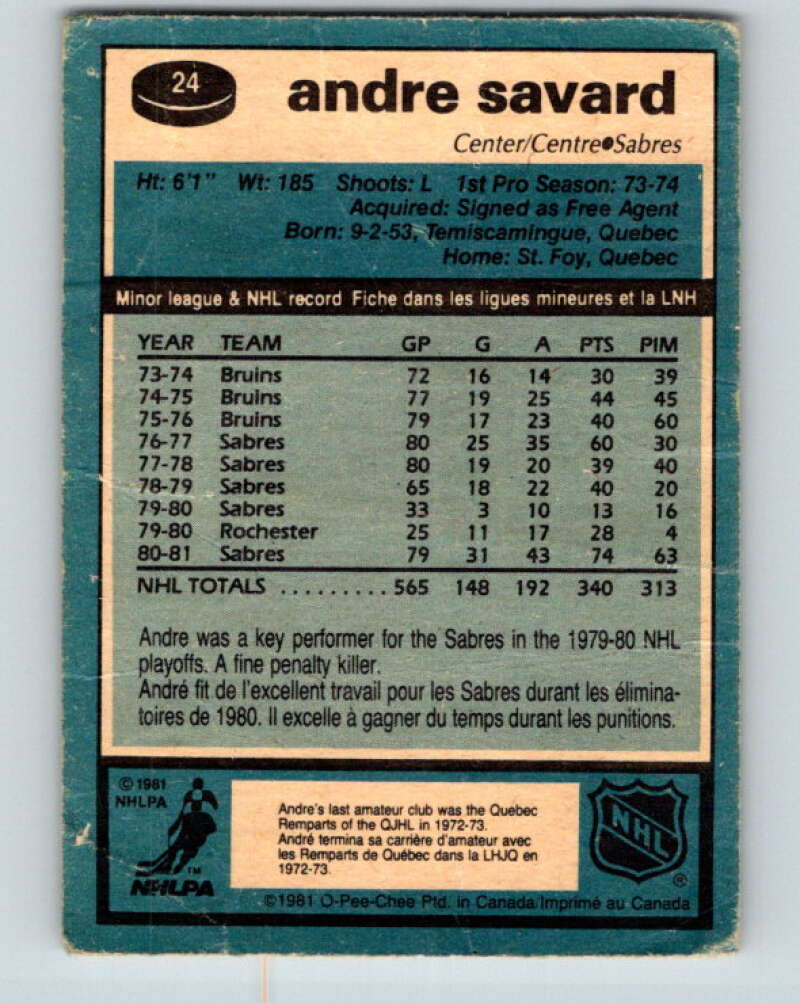 24
andre savard
Center/Centre●Sabres
Ht: 6'1" Wt: 185 Shoots: L 1st Pro Season: 73-74
Acquired: Signed as Free Agent
Born: 9-2-53, Temiscamingue, Quebec
Home: St. Foy, Quebec
Minor league & NHL record Fiche dans les ligues mineures et la LNH
YEAR TEAM GP G A PTS PIM
73-74 Bruins 72 16 14 30 39
74-75 Bruins 77 19 25 44 45
75-76 Bruins 79 17 23 40 60
76-77 Sabres 80 25 35 60 30
77-78 Sabres 80 19 20 39 40
78-79 Sabres 65 18 22 40 20
79-80 Sabres 33 3 10 13 16
79-80 Rochester 25 11 17 28 4
80-81 Sabres 79 31 43 74 63
NHL TOTALS ......... 565 148 192 340 313
Andre was a key performer for the Sabres in the 1979-80 NHL
playoffs. A fine penalty killer.
André fit de l'excellent travail pour les Sabres durant les élimina-
toires de 1980. Il excelle à gagner du temps durant les punitions.
© 1981
NHLPA
TM
NHLPA
Andre's last amateur club was the Quebec
Remparts of the QJHL in 1972-73.
André termina sa carrière d'amateur avec
les Remparts de Québec dans la LHJQ en
1972-73.
NHL
®
©1981 O-Pee-Chee Ptd. in Canada/Imprimé au Canada